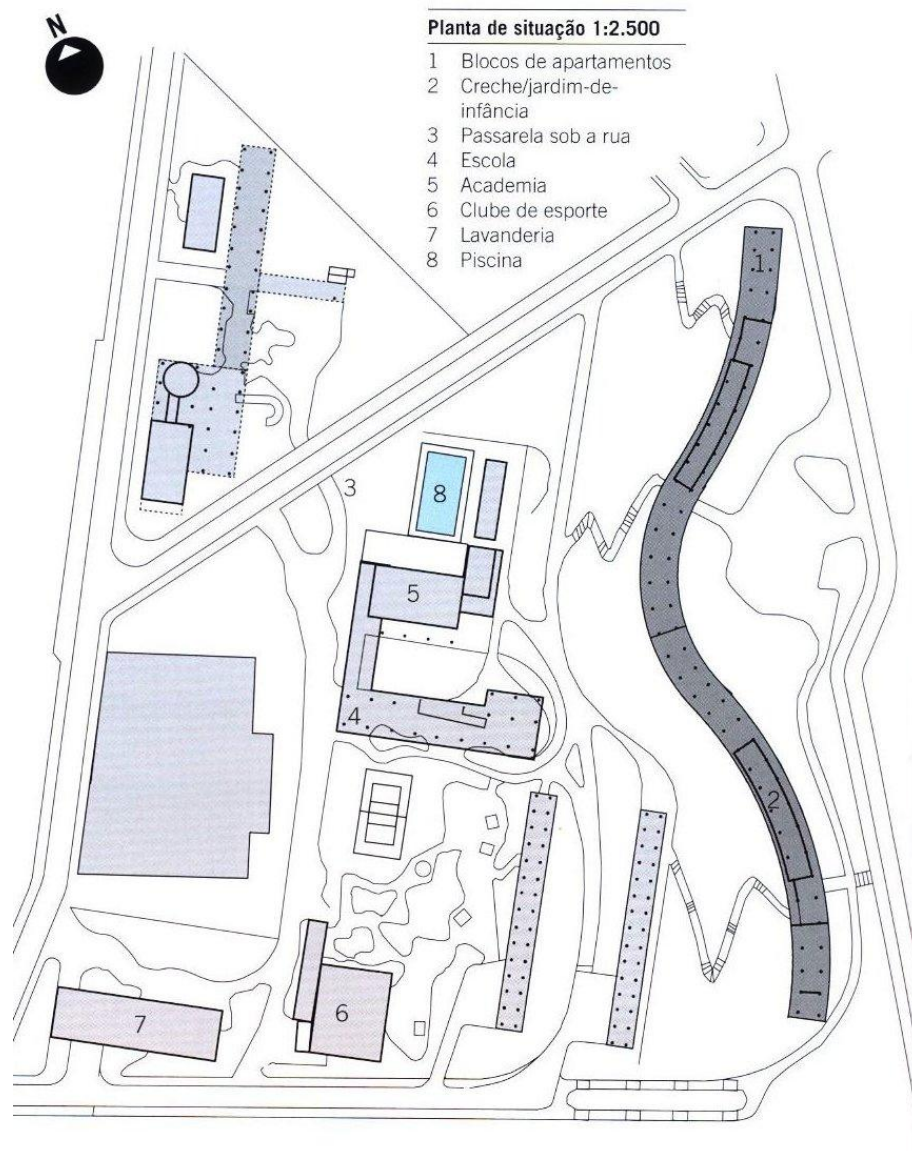 N
Planta de situação 1:2.500
1 Blocos de apartamentos
2 Creche/jardim-de-
infância
3 Passarela sob a rua
4 Escola
5 Academia
6 Clube de esporte
7 Lavanderia
8 Piscina
1
3
8
5
4
2
6
7